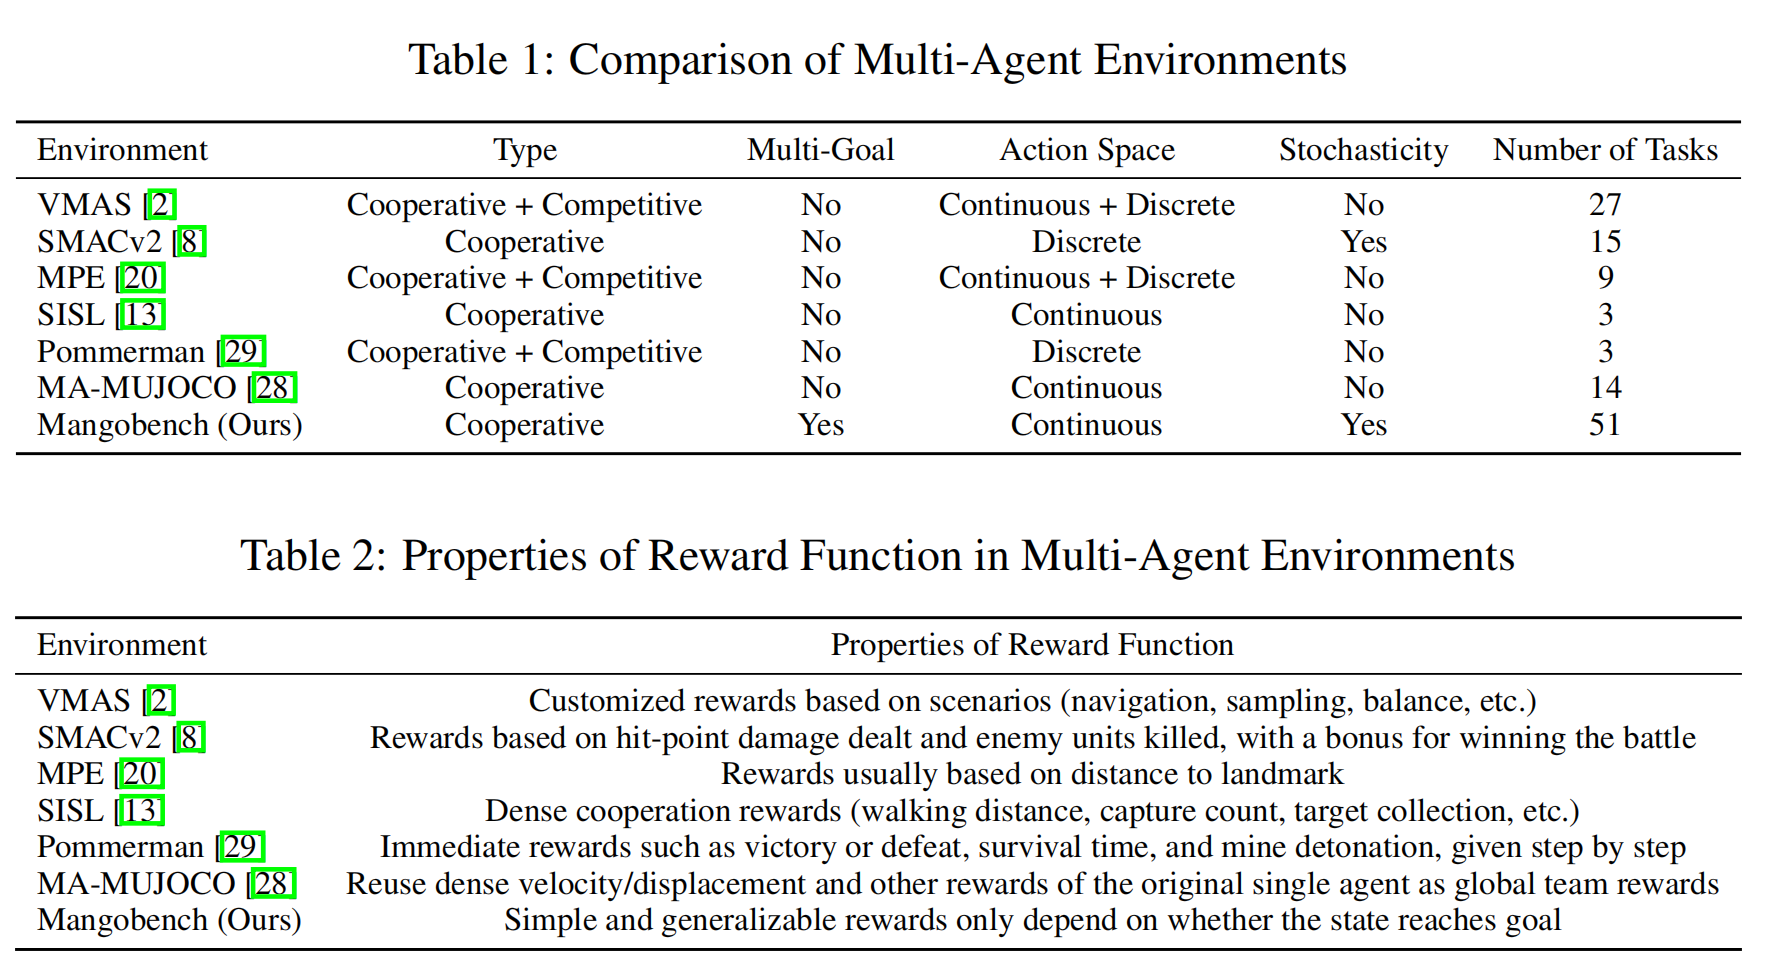 Table 1: Comparison of Multi-Agent Environments
Environment Type Multi-Goal Action Space Stochasticity Number of Tasks
VMAS [2] Cooperative + Competitive No Continuous + Discrete No 27
SMACv2 [8] Cooperative No Discrete Yes 15
MPE [20] Cooperative + Competitive No Continuous + Discrete No 9
SISL [13] Cooperative No Continuous No 3
Pommerman [29] Cooperative + Competitive No Discrete No 3
MA-MUJOCO [28] Cooperative No Continuous No 14
Mangobench (Ours) Cooperative Yes Continuous Yes 51
Table 2: Properties of Reward Function in Multi-Agent Environments
Environment Properties of Reward Function
VMAS [2] Customized rewards based on scenarios (navigation, sampling, balance, etc.)
SMACv2 [8] Rewards based on hit-point damage dealt and enemy units killed, with a bonus for winning the battle
MPE [20] Rewards usually based on distance to landmark
SISL [13] Dense cooperation rewards (walking distance, capture count, target collection, etc.)
Pommerman [29] Immediate rewards such as victory or defeat, survival time, and mine detonation, given step by step
MA-MUJOCO [28] Reuse dense velocity/displacement and other rewards of the original single agent as global team rewards
Mangobench (Ours) Simple and generalizable rewards only depend on whether the state reaches goal